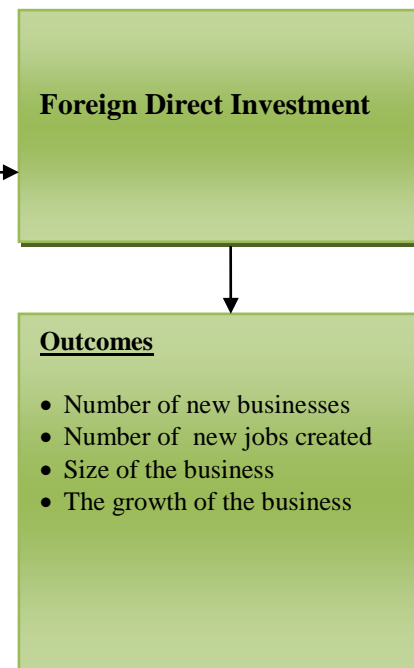 Foreign Direct Investment
Outcomes
• Number of new businesses
• Number of  new jobs created
• Size of the business
• The growth of the business